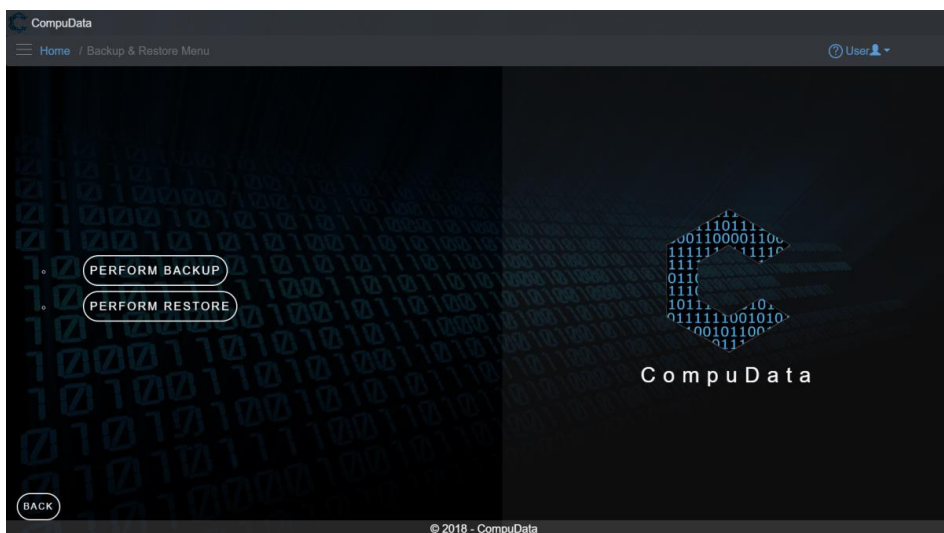 CompuData
Home / Backup & Restore Menu
User
PERFORM BACKUP
PERFORM RESTORE
CompuData
BACK
© 2018 - CompuData